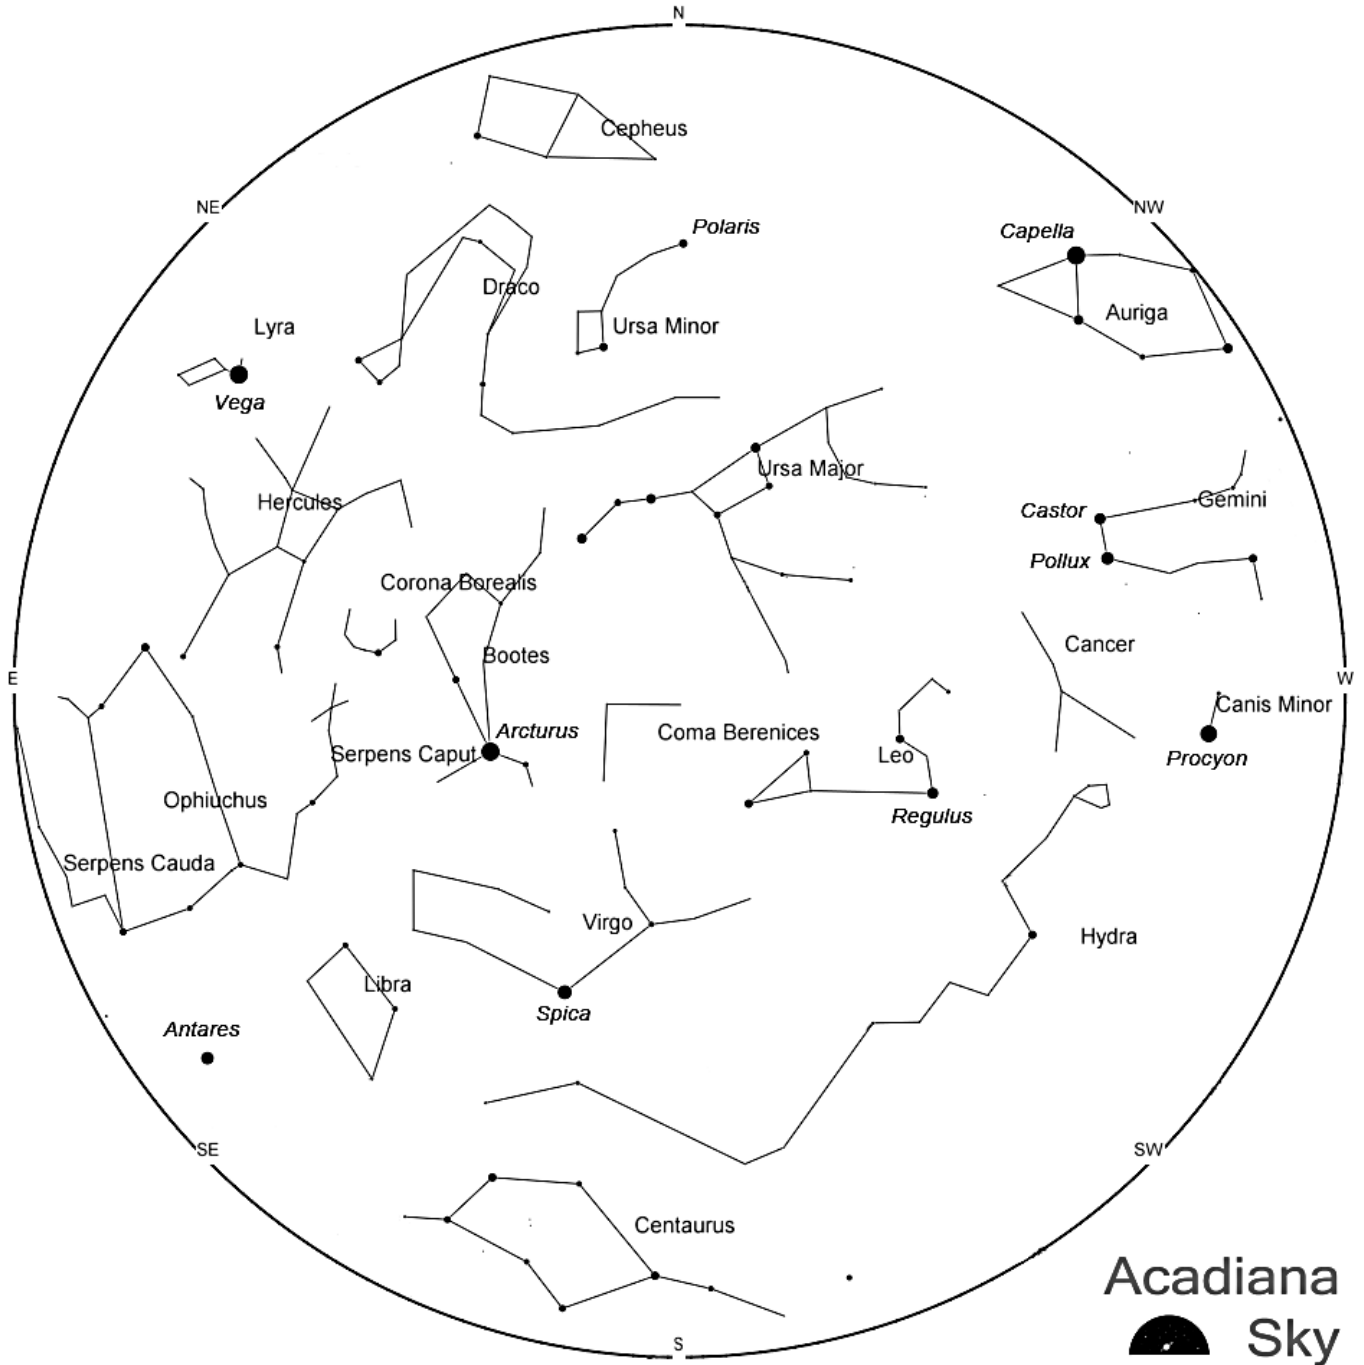 N
Cepheus
NE
NW
Polaris
Capella
Draco
Auriga
Lyra
Ursa Minor
Vega
Ursa Major
Hercules
Gemini
Castor
Pollux
Corona Borealis
Bootes
Cancer
E
W
Canis Minor
Arcturus
Coma Berenices
Serpens Caput
Leo
Procyon
Ophiuchus
Regulus
Serpens Cauda
Virgo
Hydra
Libra
Spica
Antares
SE
SW
Centaurus
Acadiana
Sky
S